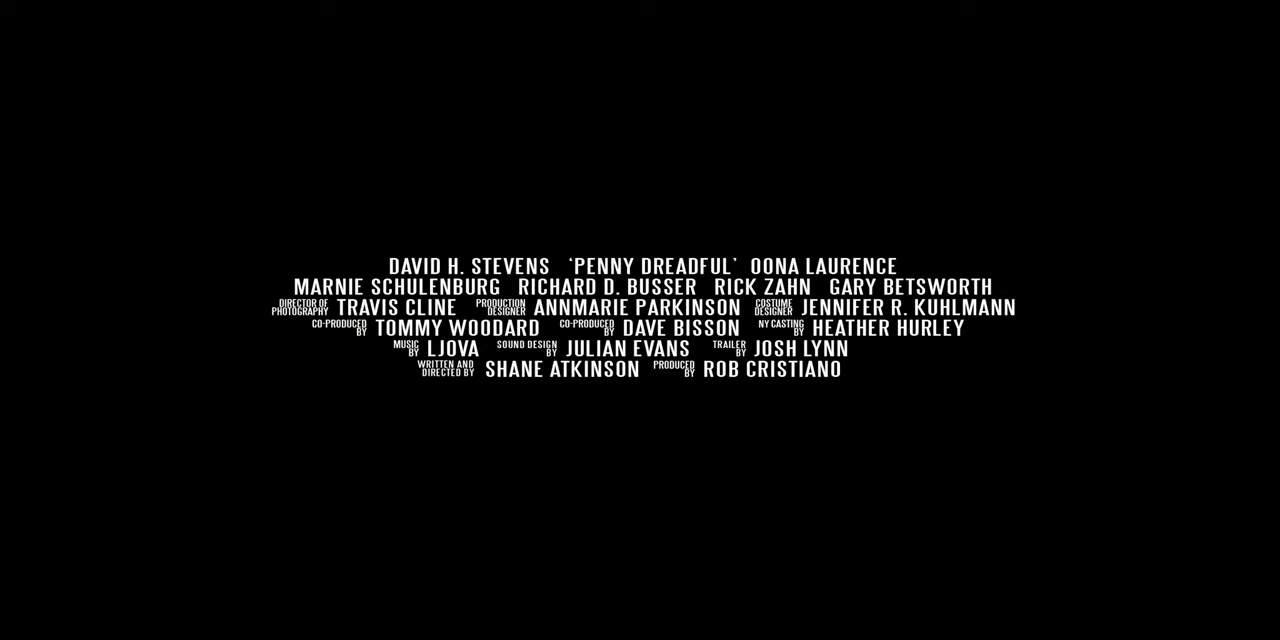 DAVID H. STEVENS ‘PENNY DREADFUL’ OONA LAURENCE
MARNIE SCHULENBURG RICHARD D. BUSSER RICK ZAHN GARY BETSWORTH
DIRECTOR OF PHOTOGRAPHY TRAVIS CLINE PRODUCTION DESIGNER ANNMARIE PARKINSON COSTUME DESIGNER JENNIFER R. KUHLMANN
CO-PRODUCED BY TOMMY WOODARD CO-PRODUCED BY DAVE BISSON NY CASTING BY HEATHER HURLEY
MUSIC BY LJOVA SOUND DESIGN BY JULIAN EVANS TRAILER BY JOSH LYNN
WRITTEN AND DIRECTED BY SHANE ATKINSON PRODUCED BY ROB CRISTIANO